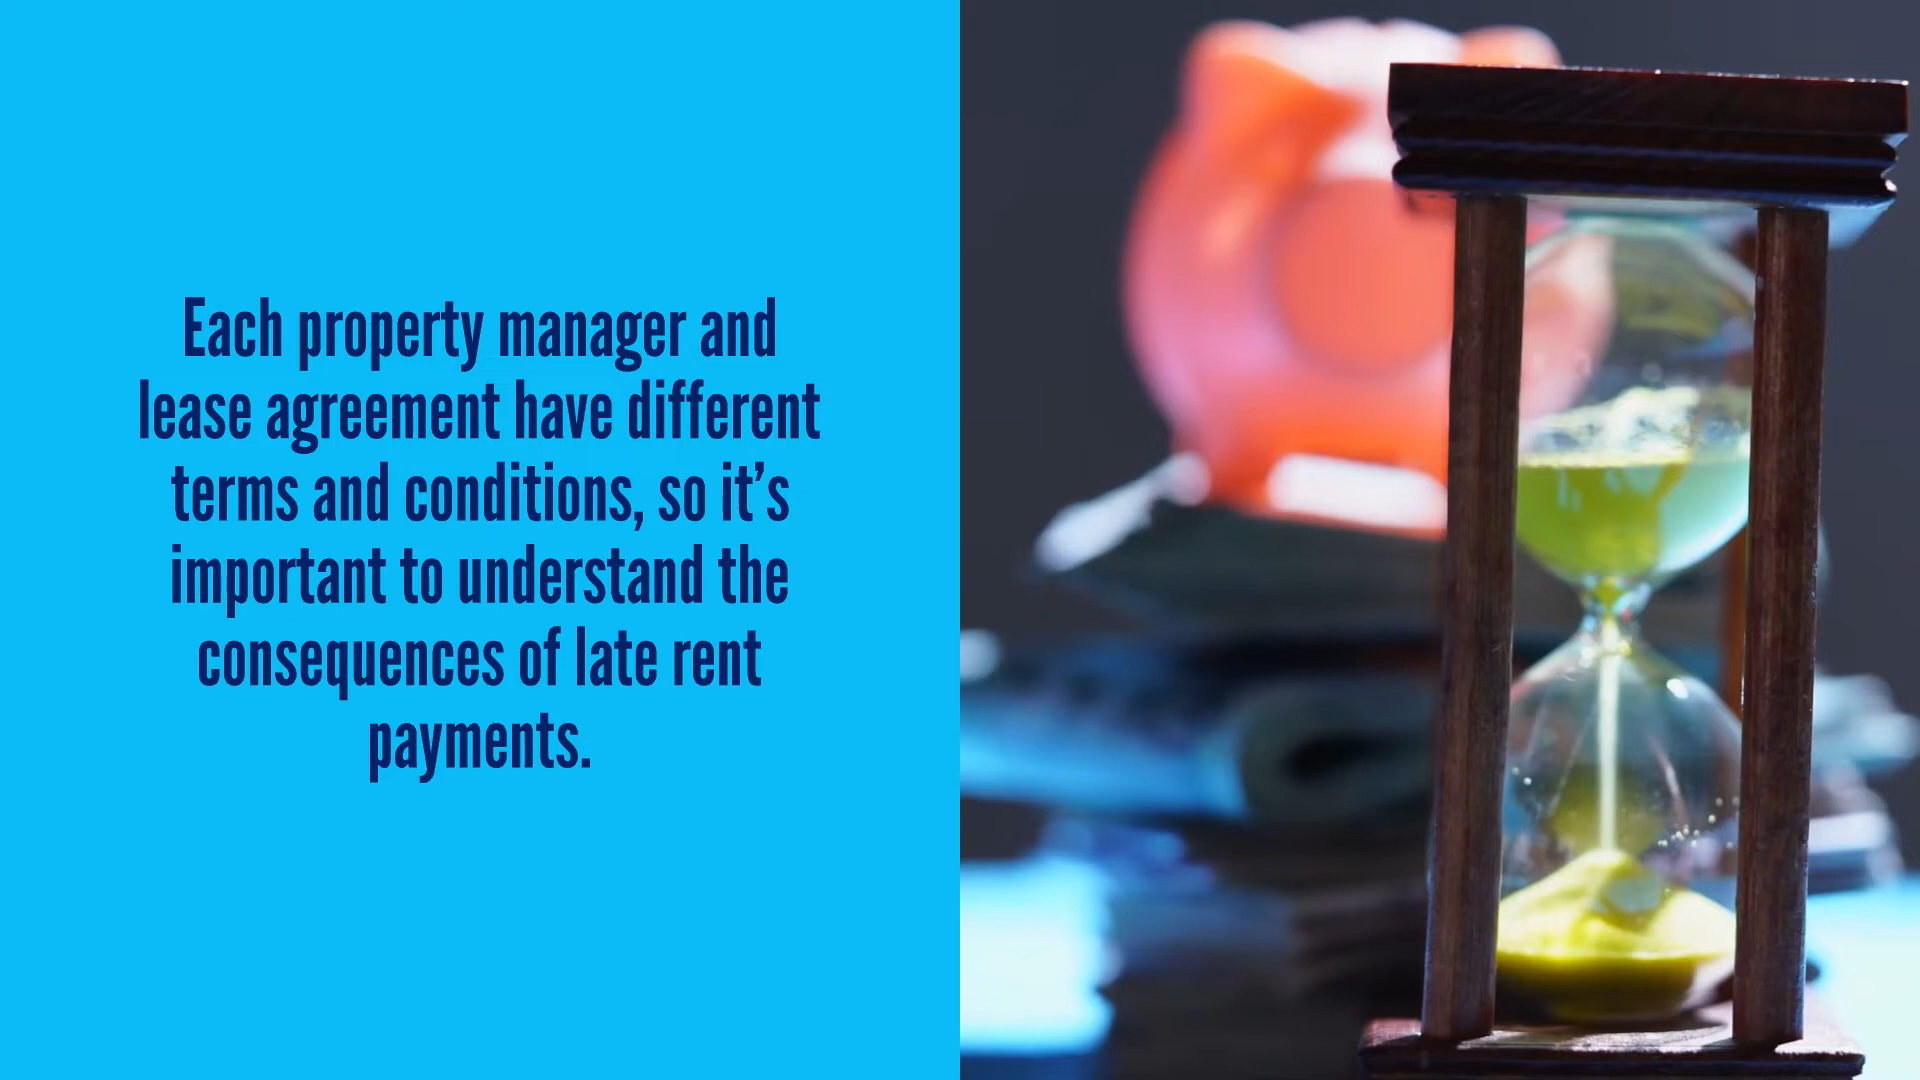 Each property manager and
lease agreement have different
terms and conditions, so it’s
important to understand the
consequences of late rent
payments.